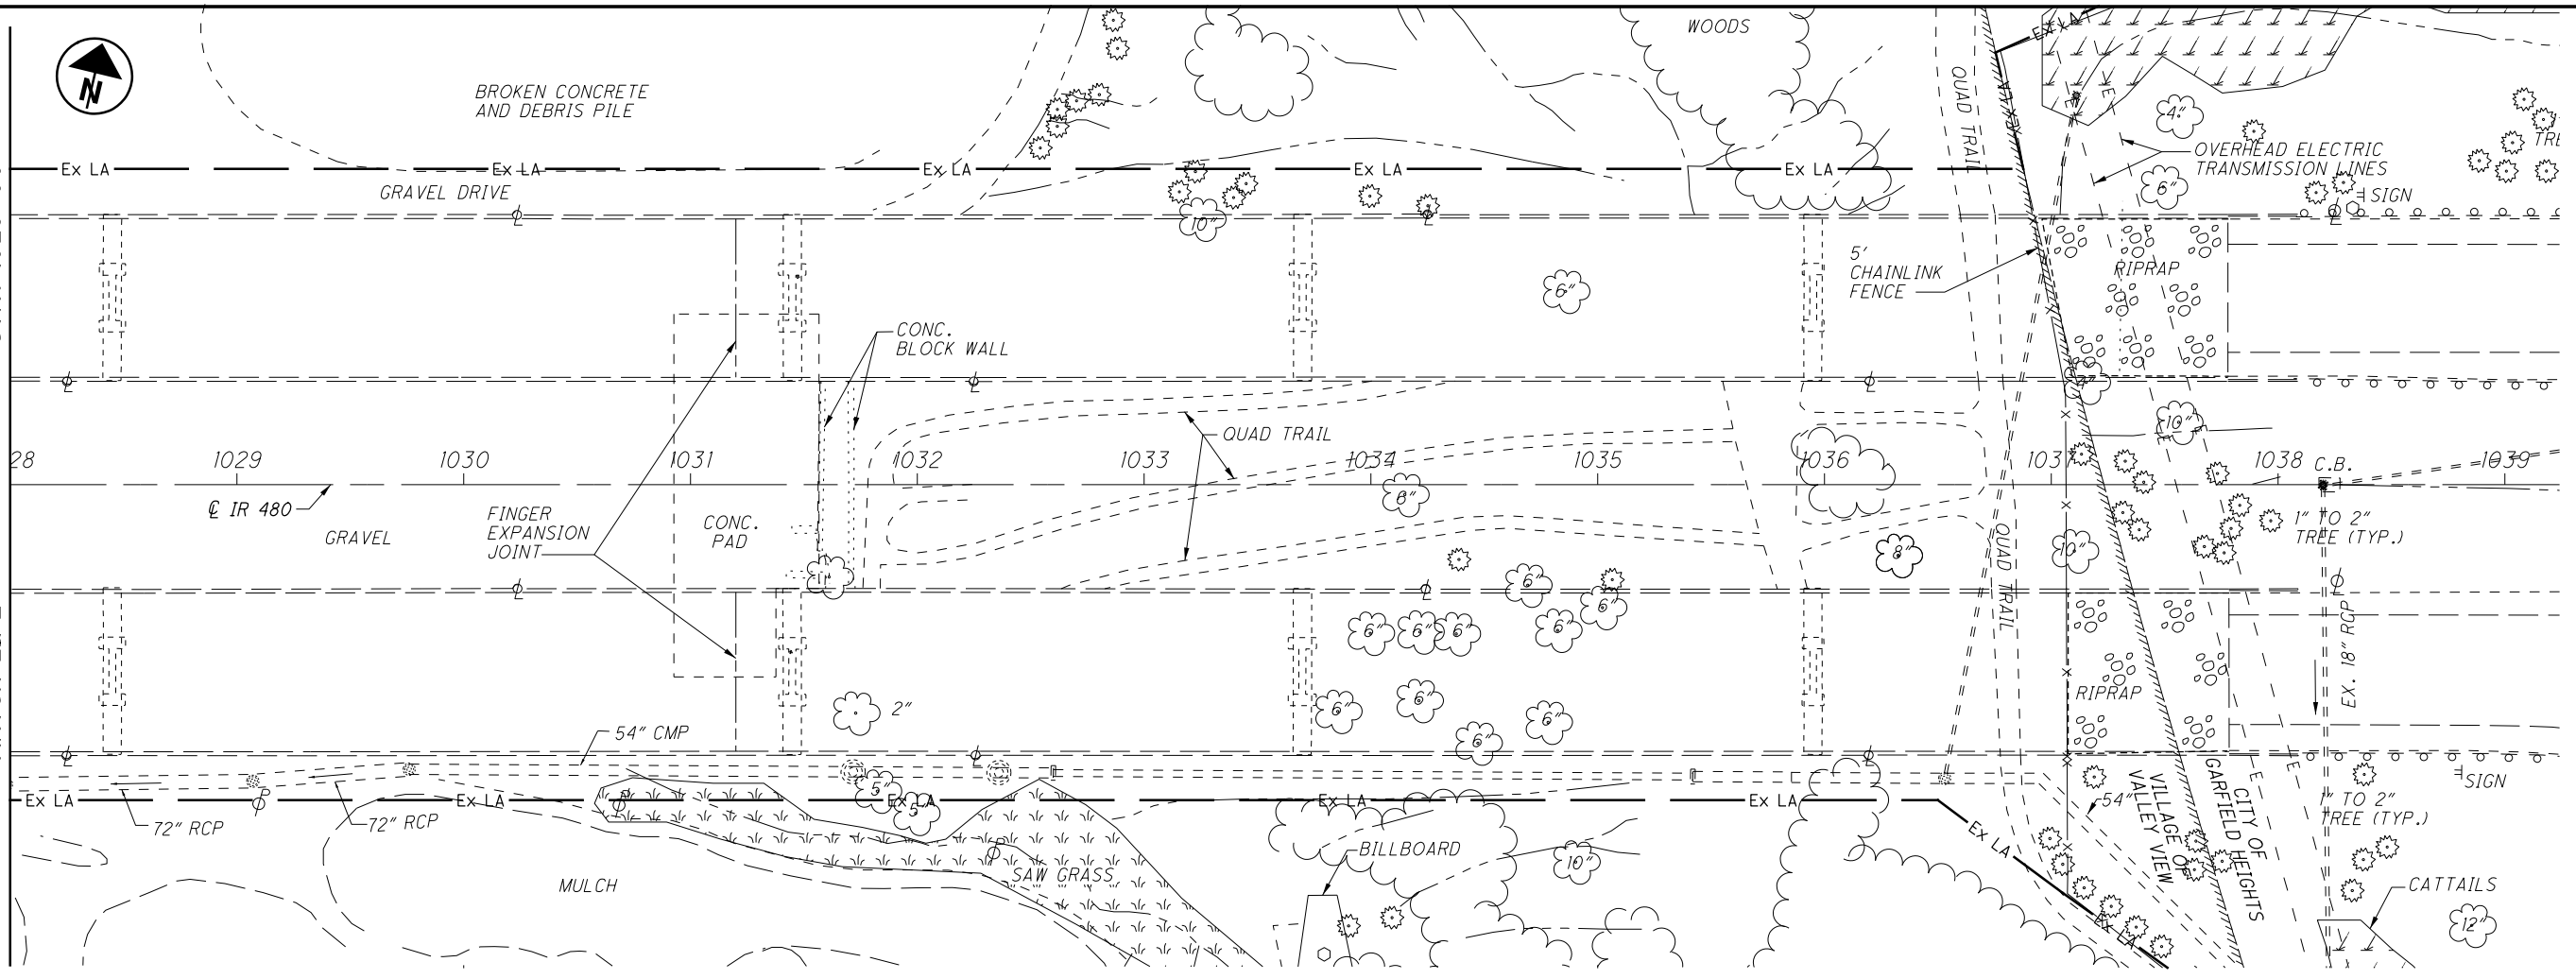 N
BROKEN CONCRETE
AND DEBRIS PILE
WOODS
QUAD TRAIL
Ex LA
4"
OVERHEAD ELECTRIC
TRANSMISSION LINES
Ex LA
Ex LA
Ex LA
Ex LA
Ex LA
GRAVEL DRIVE
10"
6"
SIGN
5'
CHAINLINK
FENCE
RIPRAP
6"
CONC.
BLOCK WALL
QUAD TRAIL
10"
28
1029
1030
1031
1032
1033
1034
1035
1036
1037
1038
1039
C.B.
8"
℄ IR 480
GRAVEL
FINGER
EXPANSION
JOINT
CONC.
PAD
1" TO 2"
TREE (TYP.)
8"
10"
QUAD TRAIL
6"
6"
6"
6"
6"
6"
EX. 18" RCP
RIPRAP
2"
6"
6"
6"
6"
54" CMP
SIGN
5"
5"
Ex LA
Ex LA
Ex LA
Ex LA
Ex LA
72" RCP
72" RCP
54"
VILLAGE OF
VALLEY VIEW
CITY OF
GARFIELD HEIGHTS
1" TO 2"
TREE (TYP.)
Ex LA
BILLBOARD
10"
MULCH
SAW GRASS
CATTAILS
12"
Ex LA